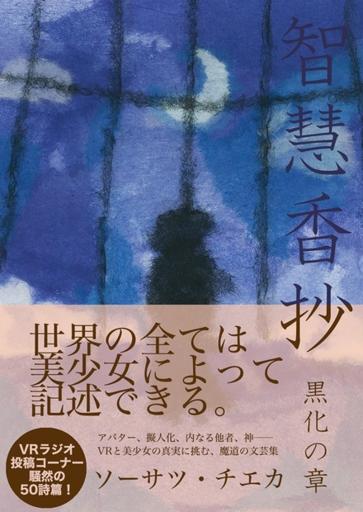 智慧香抄
黒化の章
世界の全ては
美少女によって
記述できる。
アバター、擬人化、内なる他者、神──
VRと美少女の真実に挑む、魔道の文芸集
ソーサツ・チエカ
VRラジオ
投稿コーナー
騒然の
50詩篇!